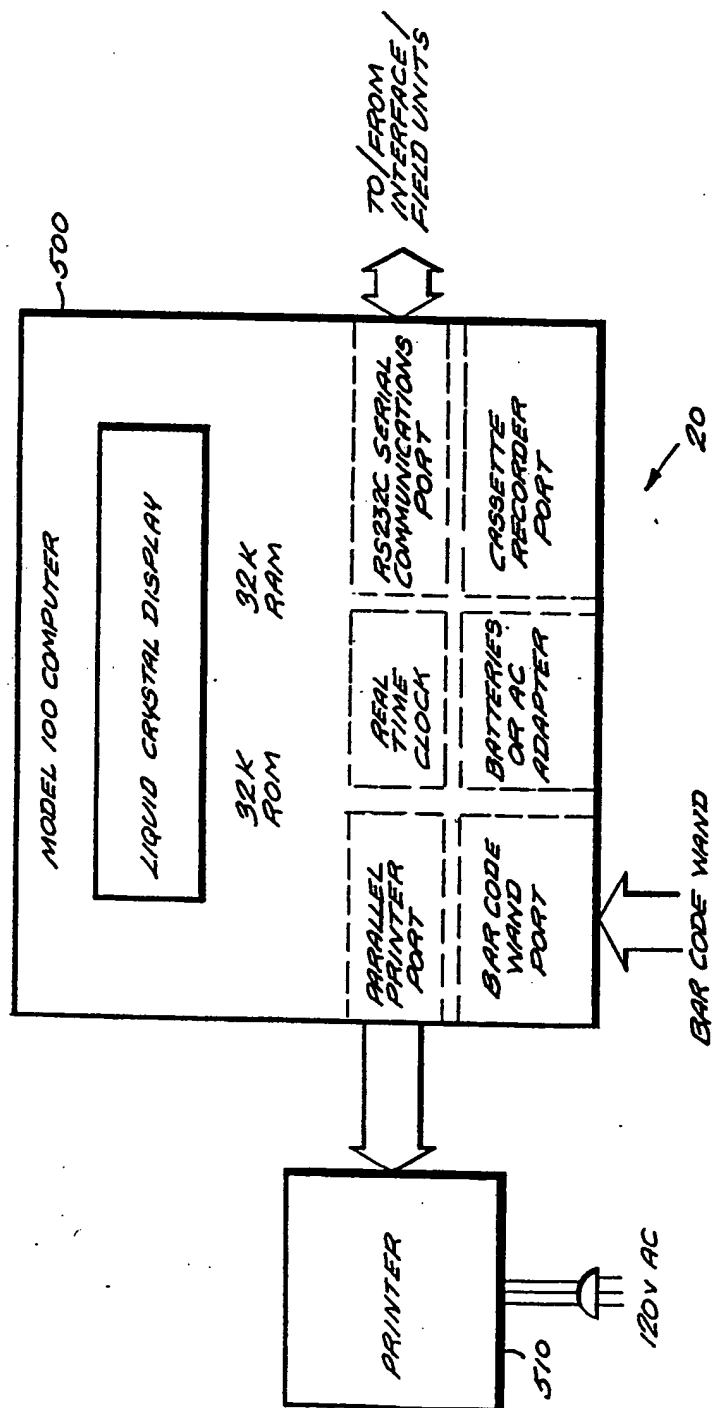 MODEL 100 COMPUTER
500
LIQUID CRYSTAL DISPLAY
32K
ROM
32K
RAM
PARALLEL
PRINTER
PORT
REAL
TIME
CLOCK
RS232C SERIAL
COMMUNICATIONS
PORT
TO/FROM
INTERFACE/
FIELD UNITS
BAR CODE
WAND
PORT
BATTERIES
OR AC
ADAPTER
CASSETTE
RECORDER
PORT
PRINTER
510
120V AC
BAR CODE WAND
20